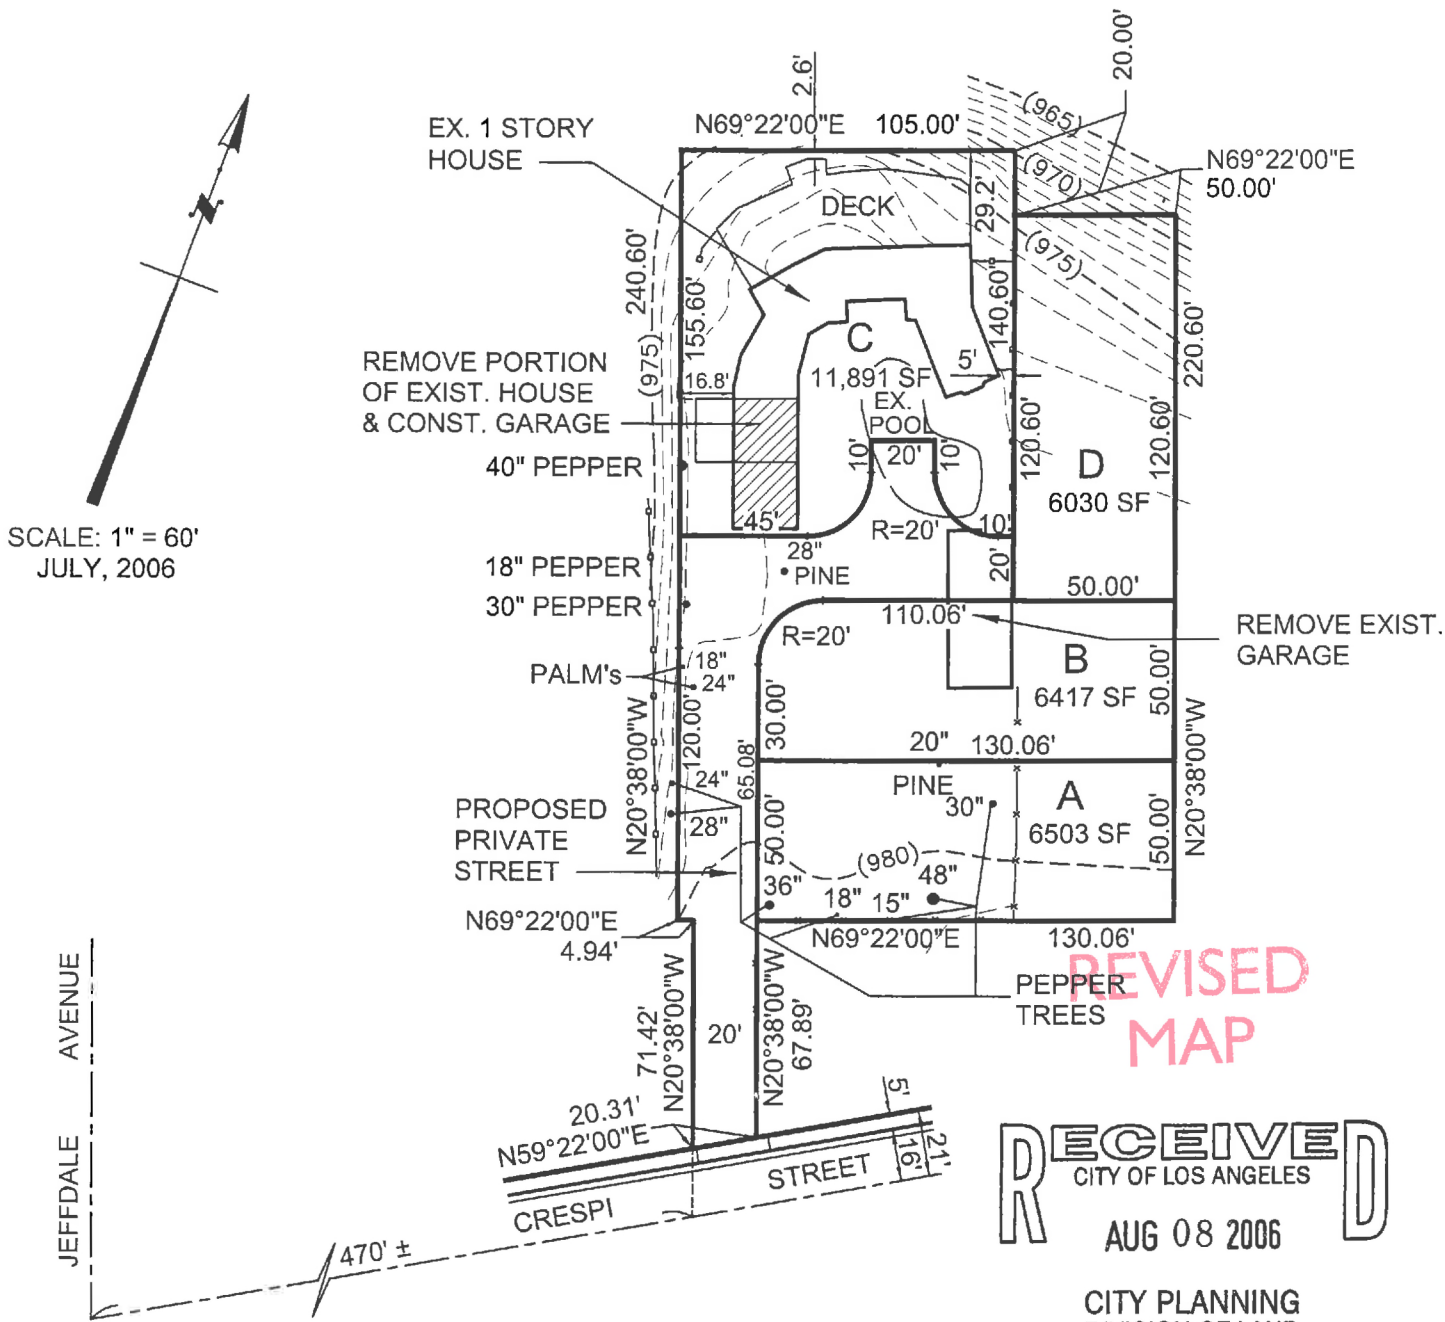 20.00'
2.6'
N69°22'00"E 105.00'
(965)
EX. 1 STORY
HOUSE
N69°22'00"E
50.00'
(970)
DECK
29.2'
(975)
N
240.60'
155.60'
140.60"
220.60'
C
REMOVE PORTION
OF EXIST. HOUSE
& CONST. GARAGE
(975)
16.8'
11,891 SF
EX.
POOL
5'
10'
20'
10'
120.60'
120.60'
D
6030 SF
40" PEPPER
SCALE: 1" = 60'
JULY, 2006
45'
R=20'
10'
28"
PINE
20'
18" PEPPER
30" PEPPER
50.00'
110.06'
R=20'
REMOVE EXIST.
GARAGE
PALM's
18"
24"
B
6417 SF
50.00'
N20°38'00"W
120.00'
30.00'
65.08'
20"
130.06'
PINE
N20°38'00"W
24"
28"
30"
A
6503 SF
50.00'
50.00'
PROPOSED
PRIVATE
STREET
(980)
36"
18"
15"
48"
N69°22'00"E
4.94'
N69°22'00"E
130.06'
REVISED
MAP
PEPPER
TREES
71.42'
N20°38'00"W
20'
N20°38'00"W
67.89'
20.31'
N59°22'00"E
5'
16'
21'
CRESPI STREET
JEFFDALE AVENUE
470' ±
RECEIVED
CITY OF LOS ANGELES
AUG 08 2006
CITY PLANNING